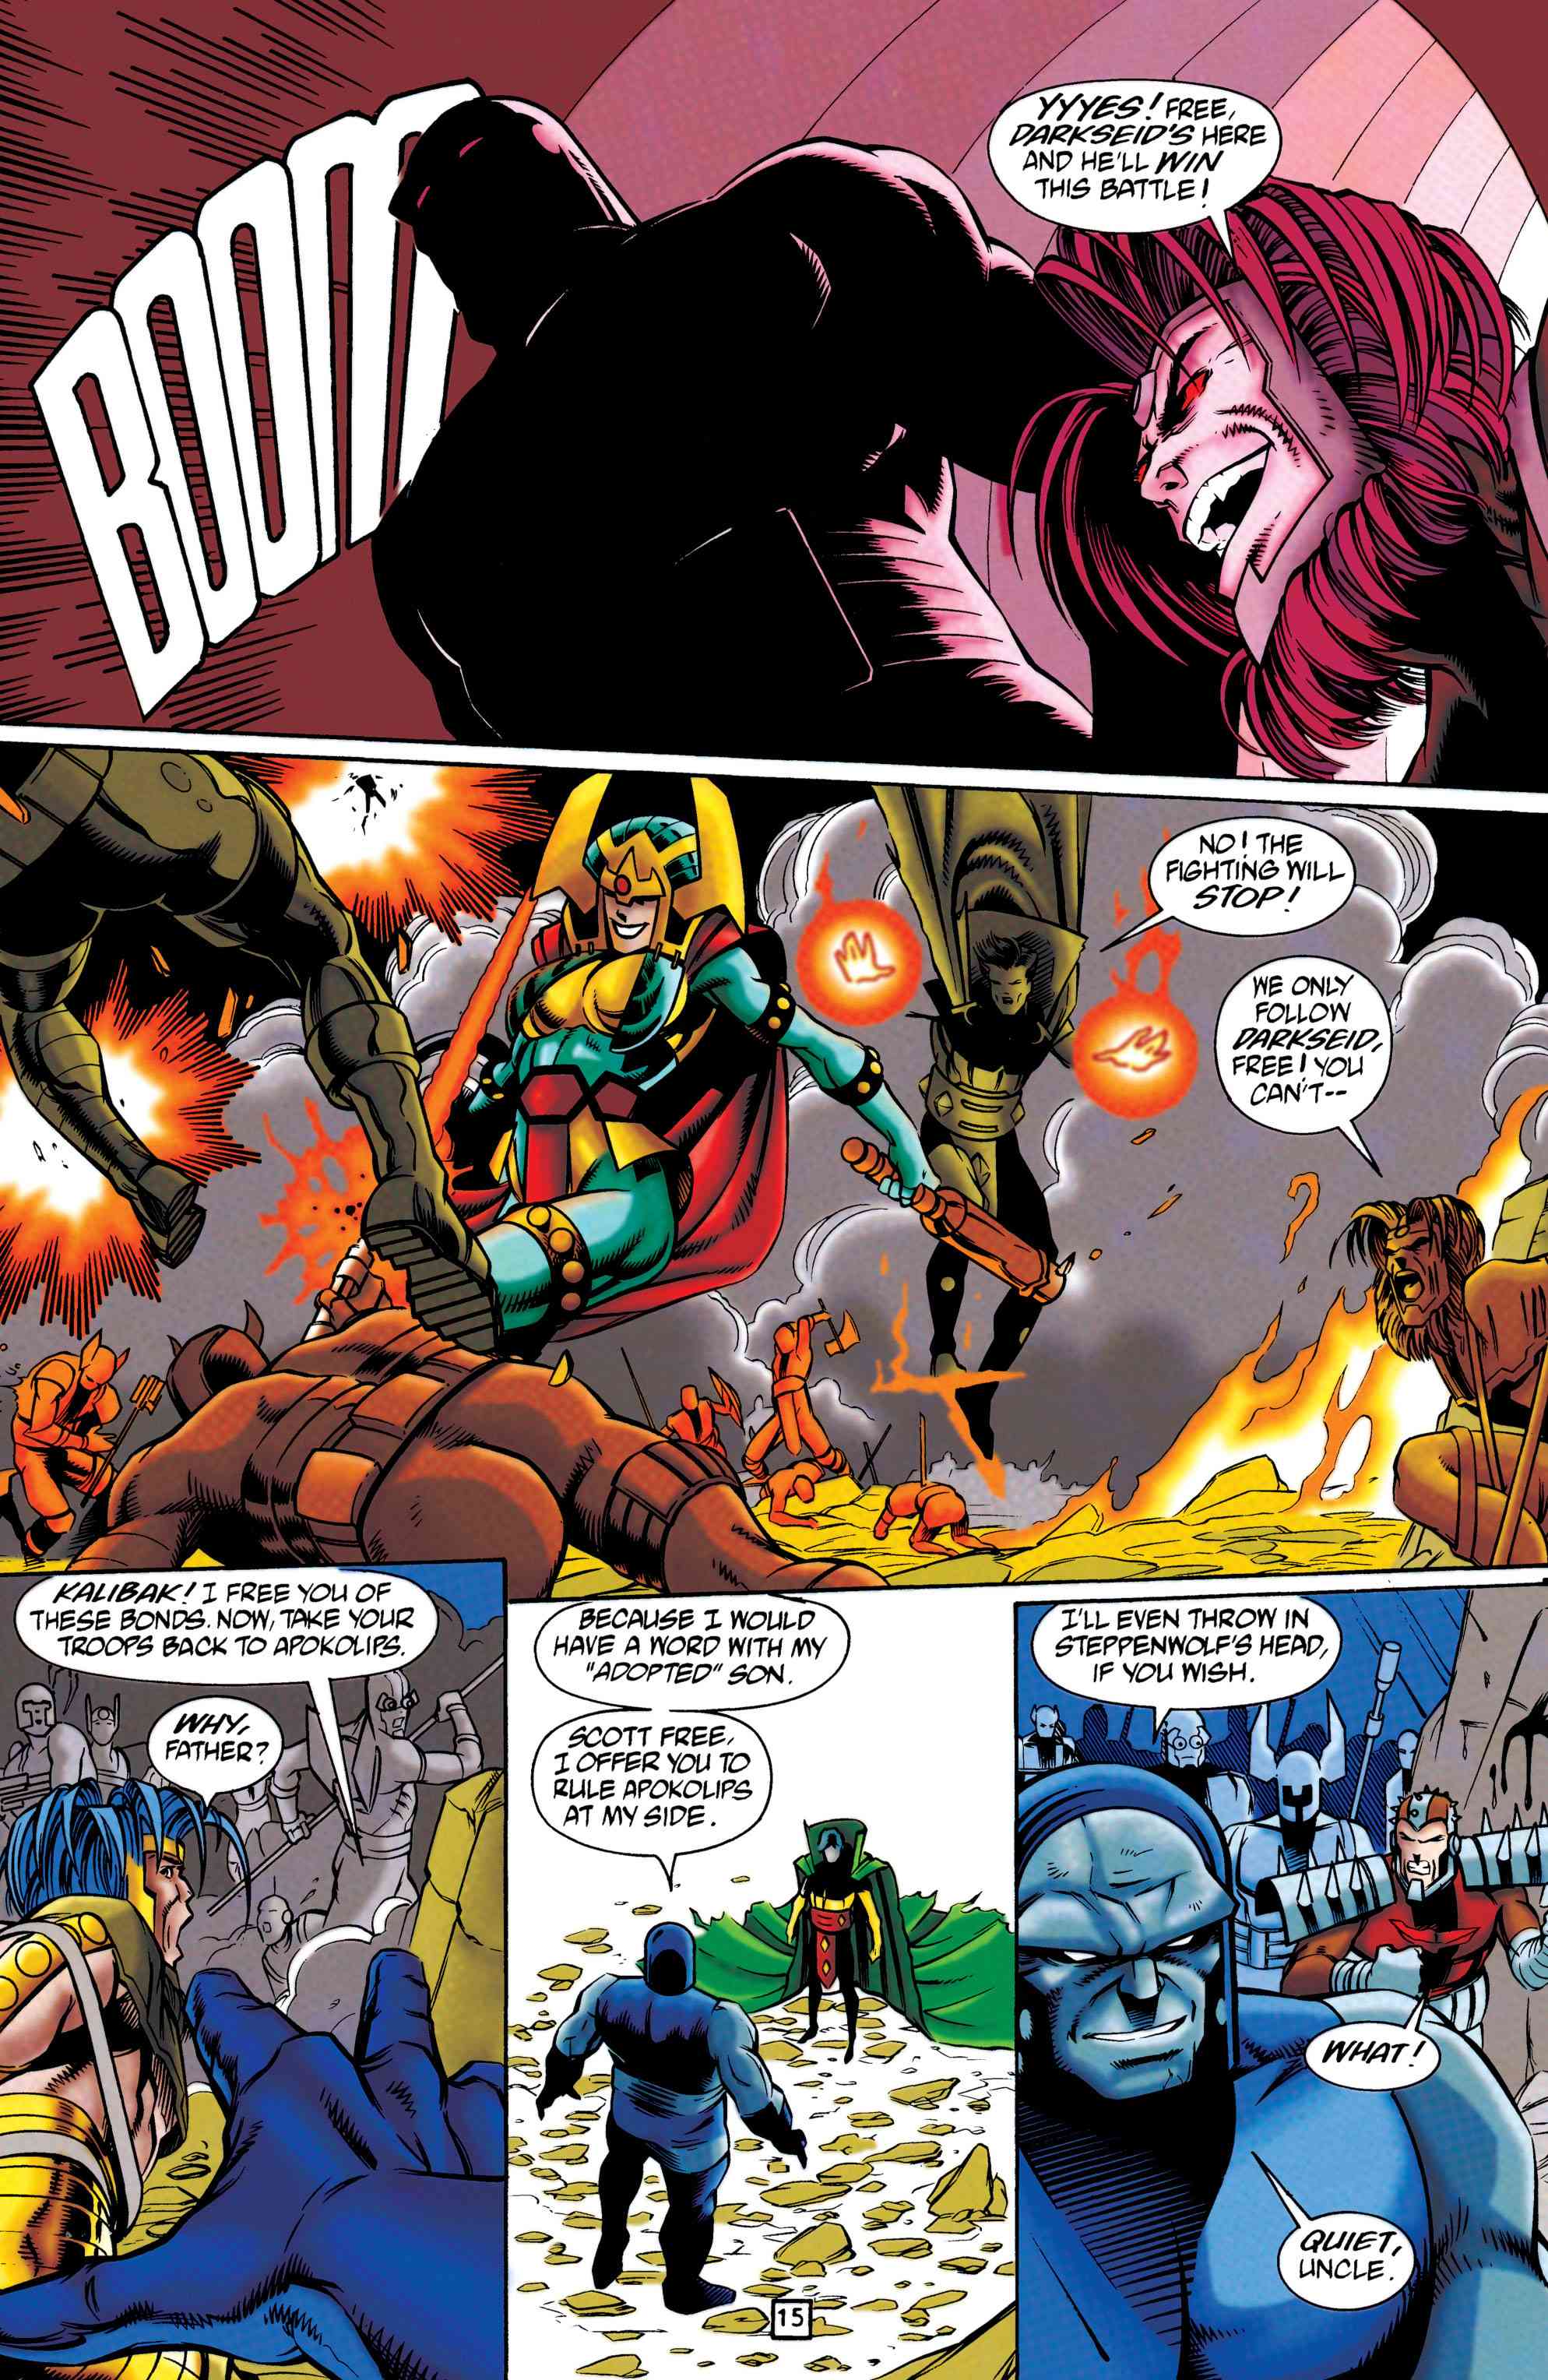 BOOM
YYYES! FREE,
DARKSEID'S HERE
AND HE'LL WIN
THIS BATTLE!
NO! THE
FIGHTING WILL
STOP!
WE ONLY
FOLLOW
DARKSEID,
FREE! YOU
CAN'T--
KALIBAK! I FREE YOU OF
THESE BONDS. NOW, TAKE YOUR
TROOPS BACK TO APOKOLIPS.
WHY,
FATHER?
BECAUSE I WOULD
HAVE A WORD WITH MY
"ADOPTED" SON.
SCOTT FREE,
I OFFER YOU TO
RULE APOKOLIPS
AT MY SIDE.
I'LL EVEN THROW IN
STEPPENWOLF'S HEAD,
IF YOU WISH.
WHAT!
QUIET,
UNCLE.
15